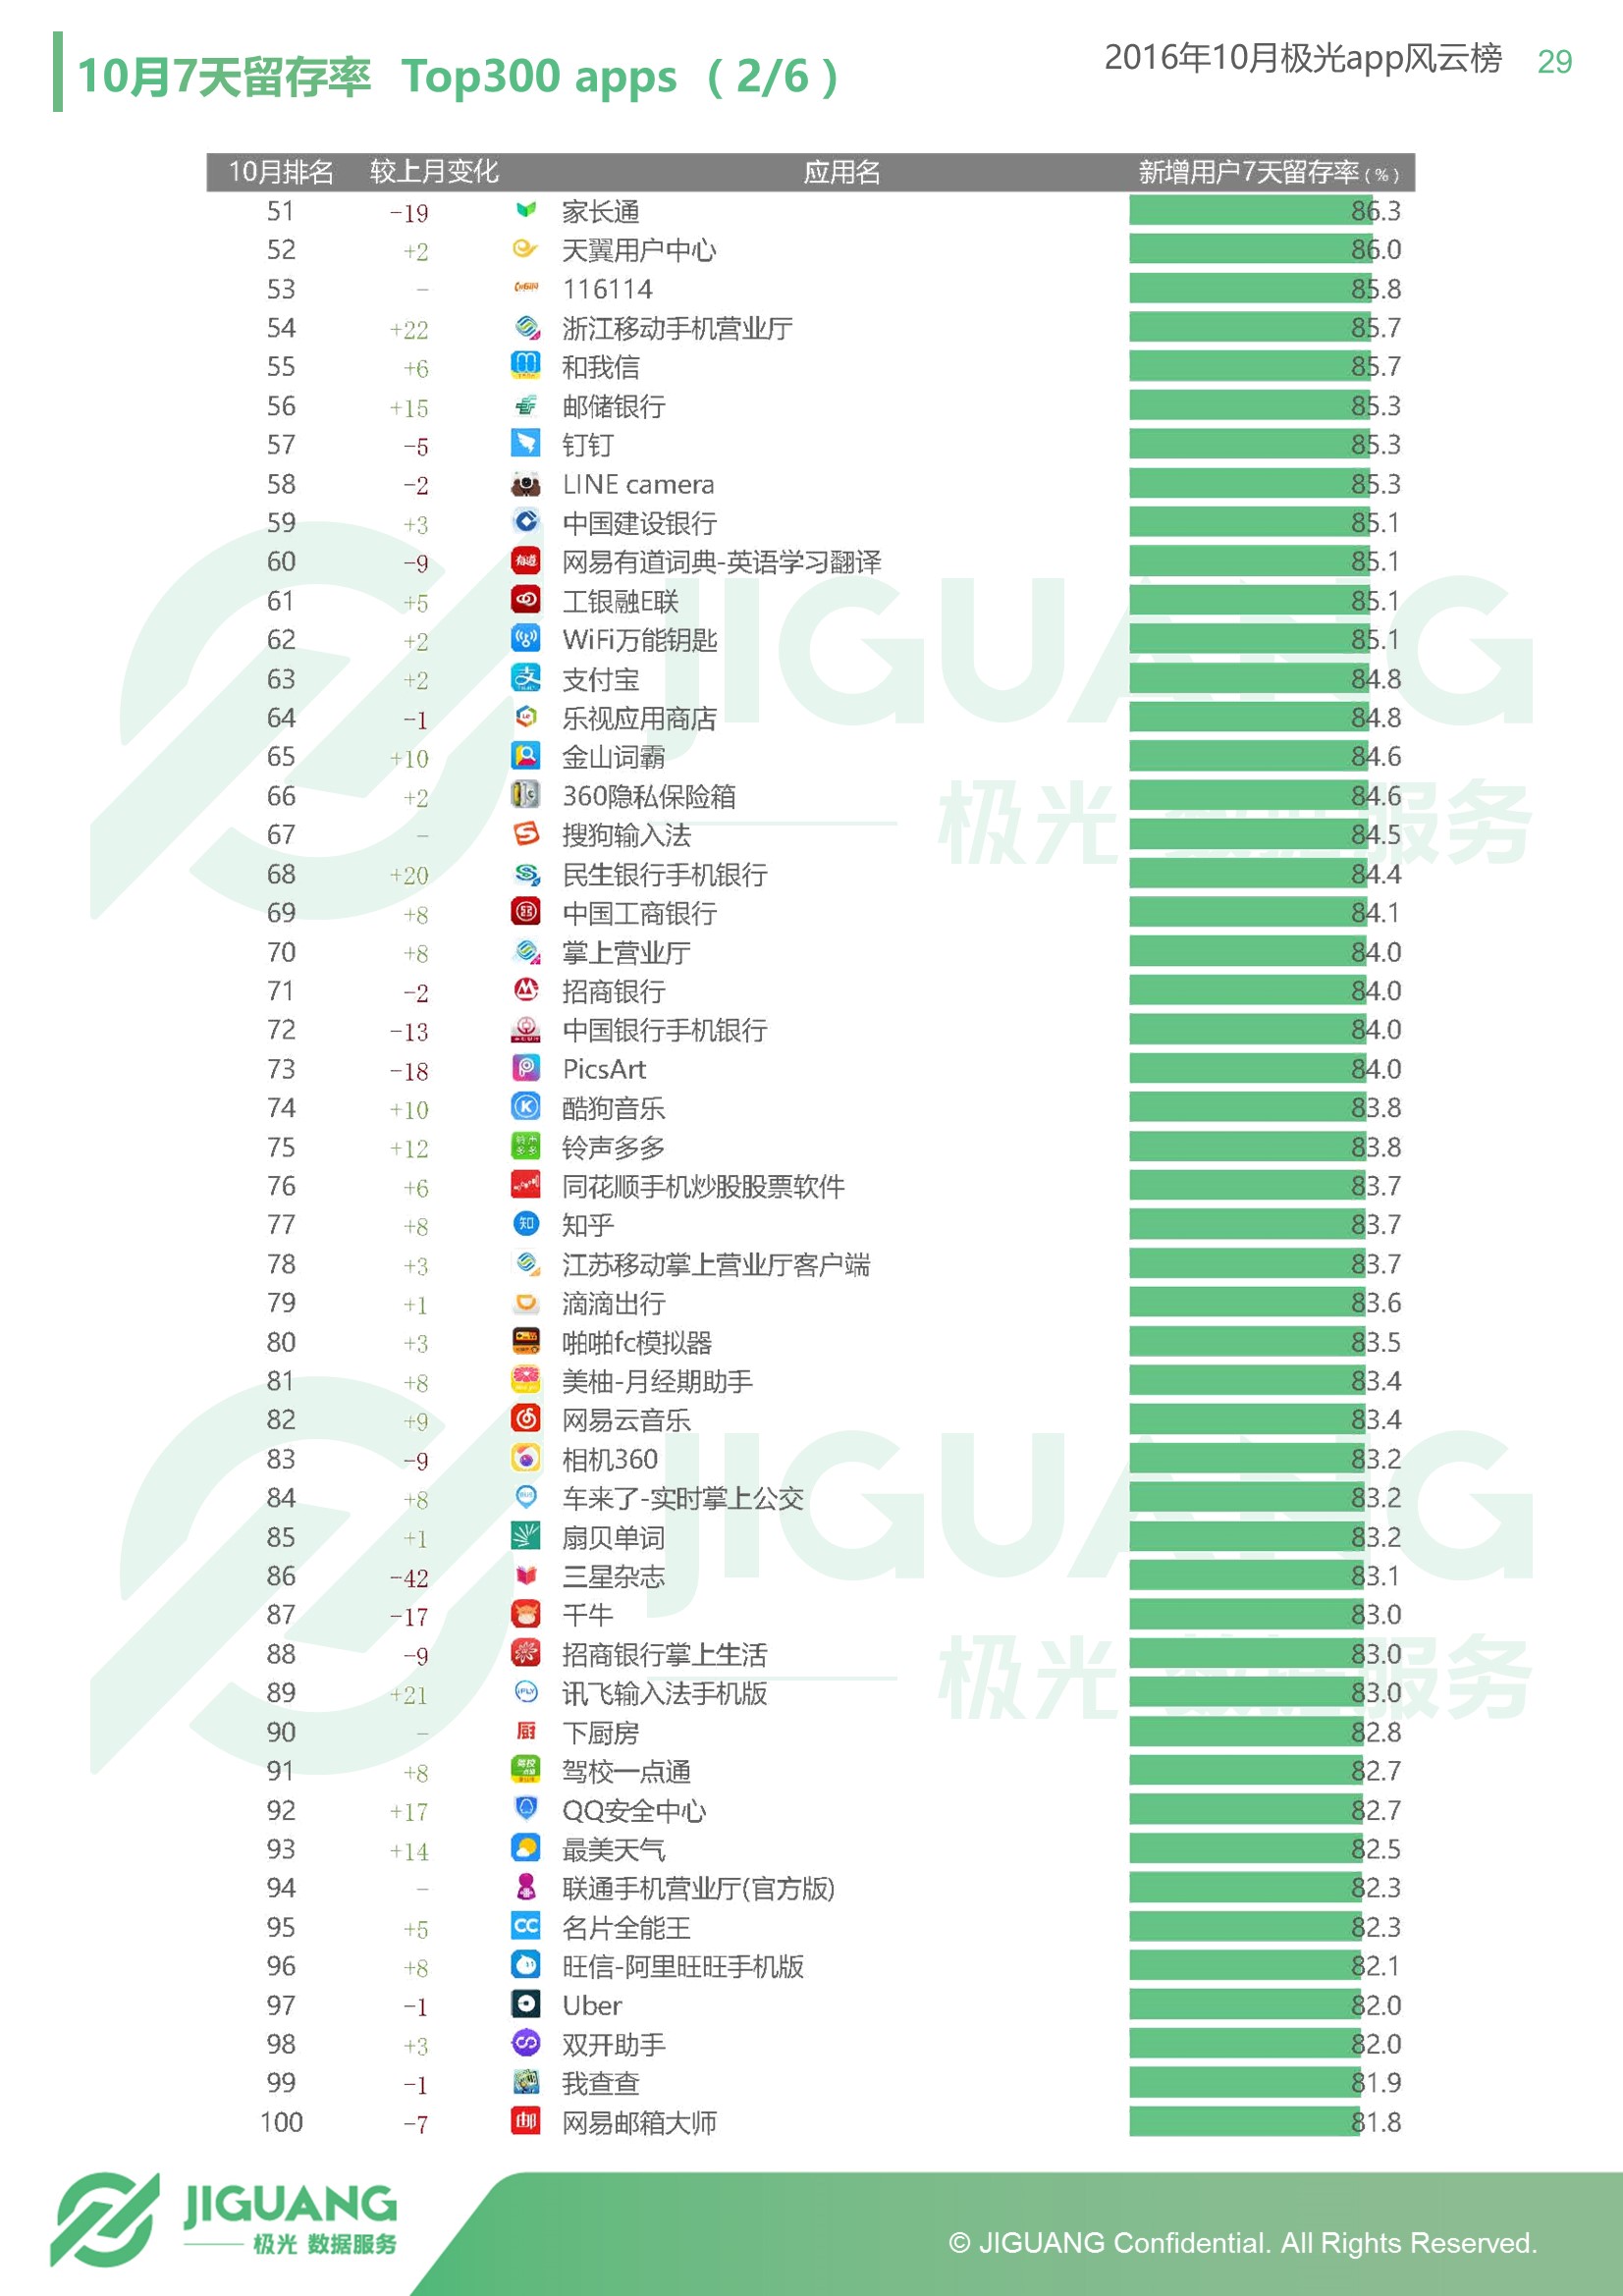 10月7天留存率 Top300 apps （2/6）
2016年10月极光app风云榜 29
10月排名 较上月变化 应用名 新增用户7天留存率(%)
51 -19 家长通 86.3
52 +2 天翼用户中心 86.0
53 - 116114 85.8
54 +22 浙江移动手机营业厅 85.7
55 +6 和我信 85.7
56 +15 邮储银行 85.3
57 -5 钉钉 85.3
58 -2 LINE camera 85.3
59 +3 中国建设银行 85.1
60 -9 网易有道词典-英语学习翻译 85.1
61 +5 工银融E联 85.1
62 +2 WiFi万能钥匙 85.1
63 +2 支付宝 84.8
64 -1 乐视应用商店 84.8
65 +10 金山词霸 84.6
66 +2 360隐私保险箱 84.6
67 - 搜狗输入法 84.5
68 +20 民生银行手机银行 84.4
69 +8 中国工商银行 84.1
70 +8 掌上营业厅 84.0
71 -2 招商银行 84.0
72 -13 中国银行手机银行 84.0
73 -18 PicsArt 84.0
74 +10 酷狗音乐 83.8
75 +12 铃声多多 83.8
76 +6 同花顺手机炒股股票软件 83.7
77 +8 知乎 83.7
78 +3 江苏移动掌上营业厅客户端 83.7
79 +1 滴滴出行 83.6
80 +3 啪啪fc模拟器 83.5
81 +8 美柚-月经期助手 83.4
82 +9 网易云音乐 83.4
83 -9 相机360 83.2
84 +8 车来了-实时掌上公交 83.2
85 +1 扇贝单词 83.2
86 -42 三星杂志 83.1
87 -17 千牛 83.0
88 -9 招商银行掌上生活 83.0
89 +21 讯飞输入法手机版 83.0
90 - 下厨房 82.8
91 +8 驾校一点通 82.7
92 +17 QQ安全中心 82.7
93 +14 最美天气 82.5
94 - 联通手机营业厅(官方版) 82.3
95 +5 名片全能王 82.3
96 +8 旺信-阿里旺旺手机版 82.1
97 -1 Uber 82.0
98 +3 双开助手 82.0
99 -1 我查查 81.9
100 -7 网易邮箱大师 81.8
JIGUANG
极光 数据服务
© JIGUANG Confidential. All Rights Reserved.